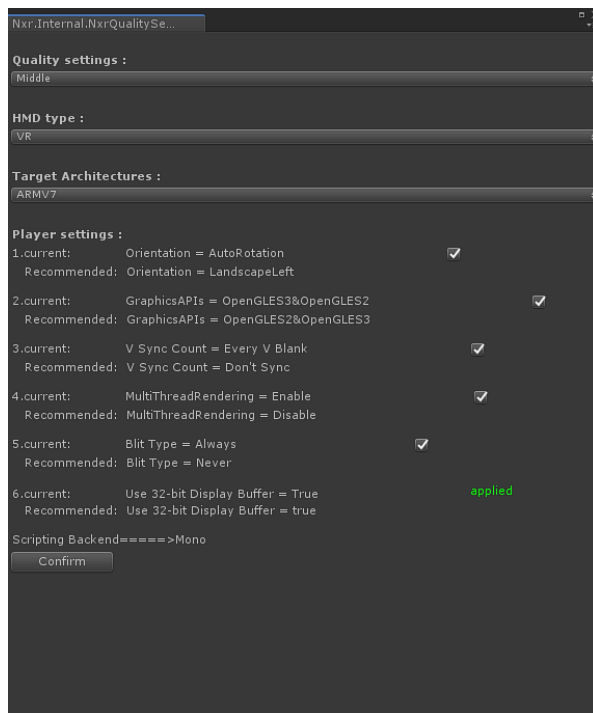 Nxr.Internal.NxrQualitySe...
Quality settings :
Middle
HMD type :
VR
Target Architectures :
ARMV7
Player settings :
1.current: Orientation = AutoRotation
Recommended: Orientation = LandscapeLeft
2.current: GraphicsAPIs = OpenGLES3&OpenGLES2
Recommended: GraphicsAPIs = OpenGLES2&OpenGLES3
3.current: V Sync Count = Every V Blank
Recommended: V Sync Count = Don't Sync
4.current: MultiThreadRendering = Enable
Recommended: MultiThreadRendering = Disable
5.current: Blit Type = Always
Recommended: Blit Type = Never
6.current: Use 32-bit Display Buffer = True applied
Recommended: Use 32-bit Display Buffer = true
Scripting Backend=====>Mono
Confirm